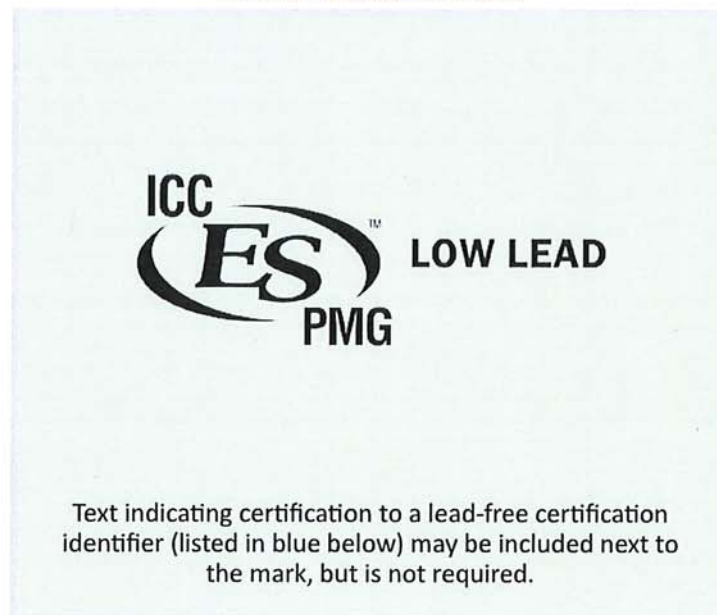 ICC
ES ™ LOW LEAD
PMG
Text indicating certification to a lead-free certification
identifier (listed in blue below) may be included next to
the mark, but is not required.